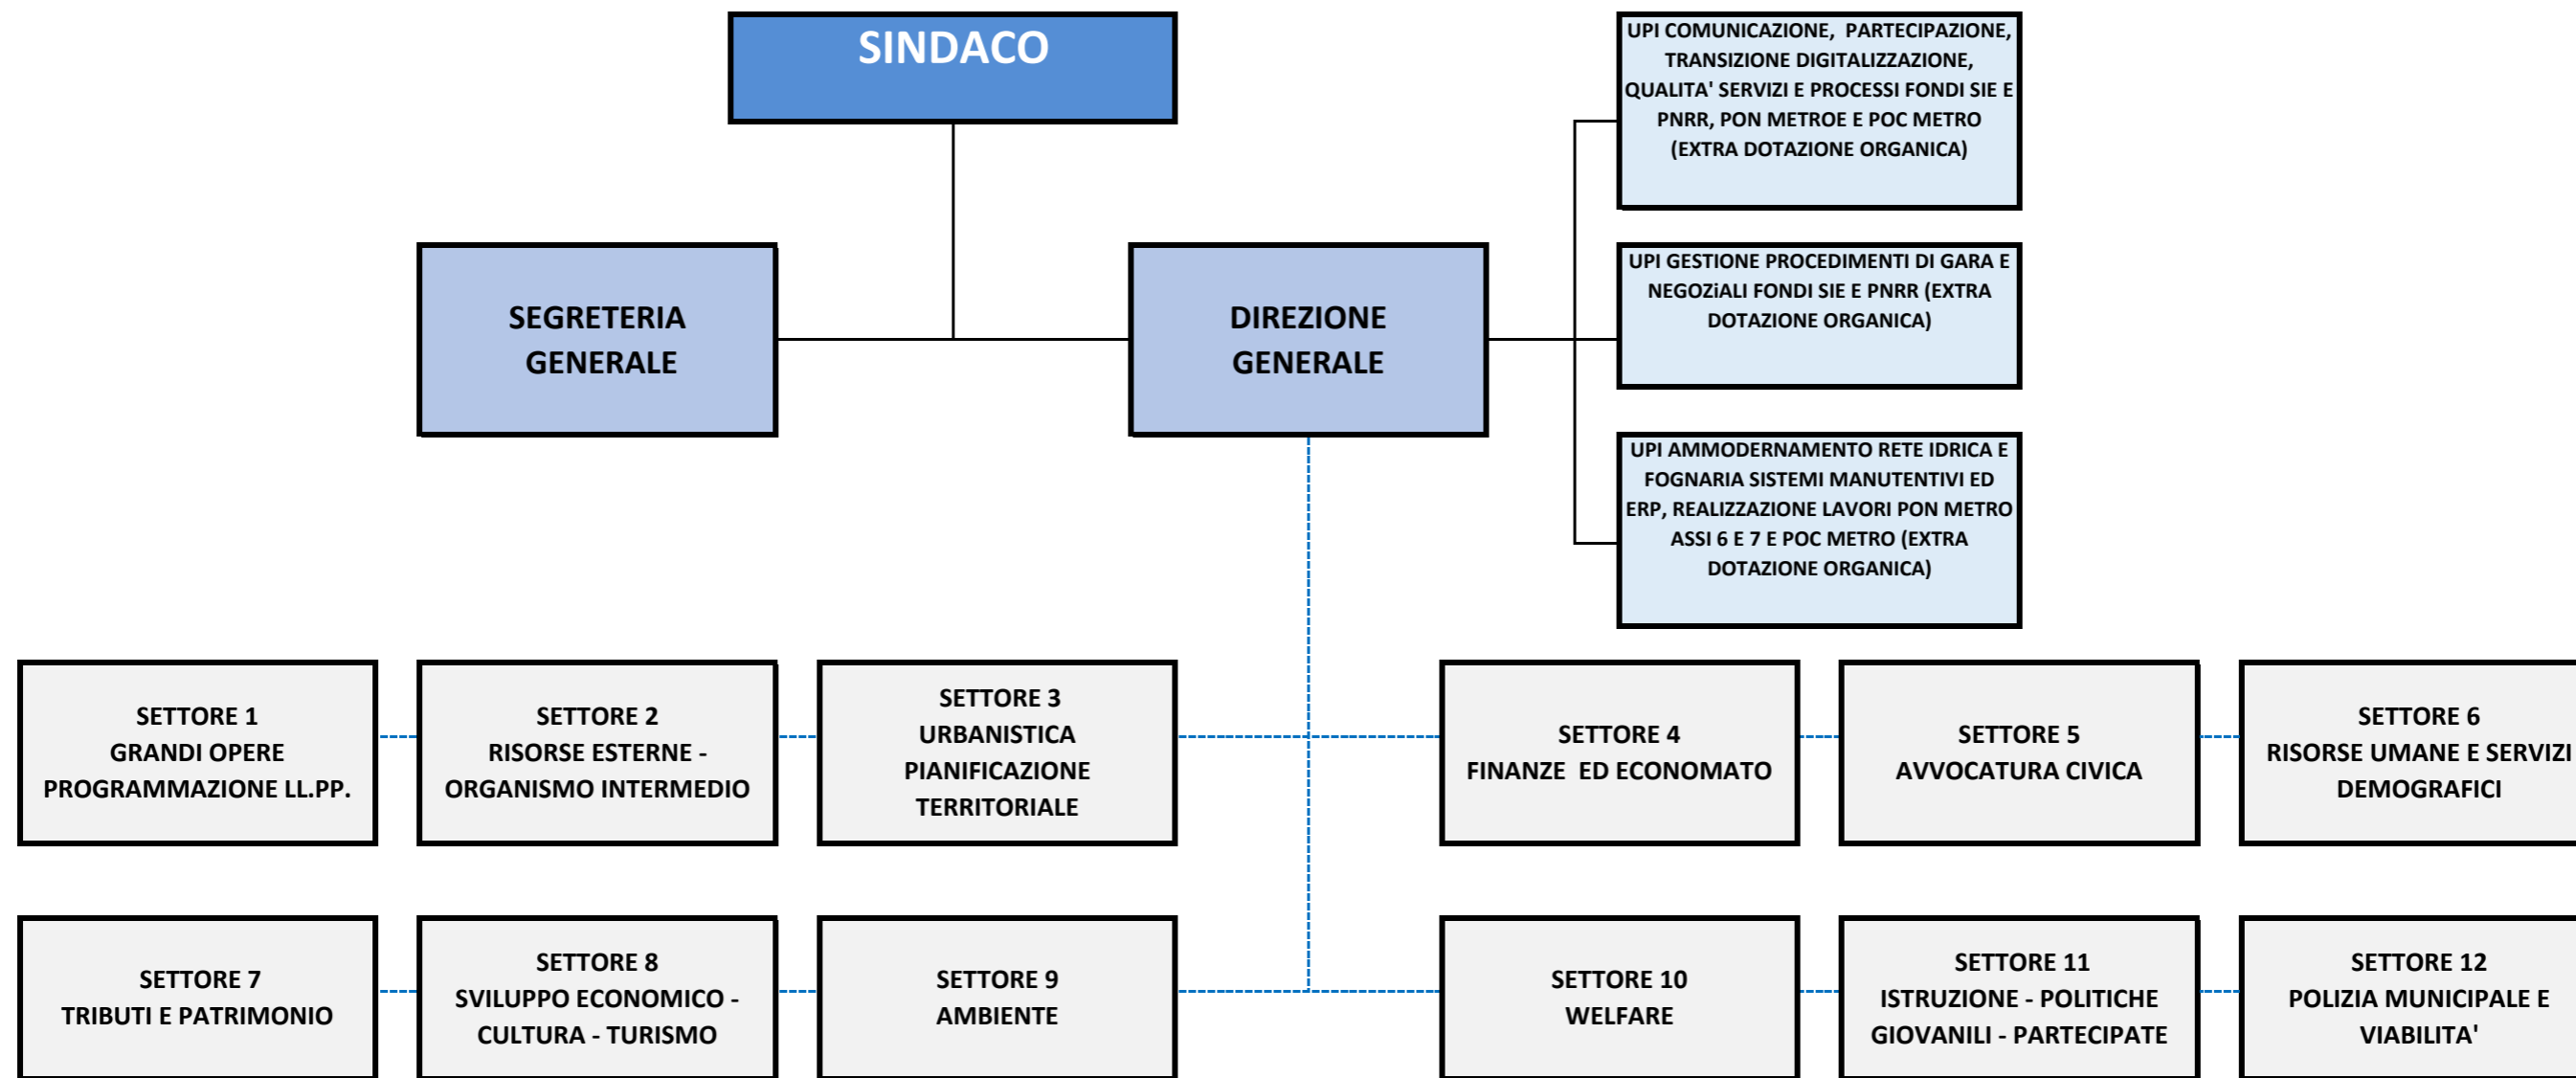 SINDACO
UPI COMUNICAZIONE, PARTECIPAZIONE,
TRANSIZIONE DIGITALIZZAZIONE,
QUALITA' SERVIZI E PROCESSI FONDI SIE E
PNRR, PON METROE E POC METRO
(EXTRA DOTAZIONE ORGANICA)
SEGRETERIA
GENERALE
DIREZIONE
GENERALE
UPI GESTIONE PROCEDIMENTI DI GARA E
NEGOZiALI FONDI SIE E PNRR (EXTRA
DOTAZIONE ORGANICA)
UPI AMMODERNAMENTO RETE IDRICA E
FOGNARIA SISTEMI MANUTENTIVI ED
ERP, REALIZZAZIONE LAVORI PON METRO
ASSI 6 E 7 E POC METRO (EXTRA
DOTAZIONE ORGANICA)
SETTORE 1
GRANDI OPERE
PROGRAMMAZIONE LL.PP.
SETTORE 2
RISORSE ESTERNE -
ORGANISMO INTERMEDIO
SETTORE 3
URBANISTICA
PIANIFICAZIONE
TERRITORIALE
SETTORE 4
FINANZE ED ECONOMATO
SETTORE 5
AVVOCATURA CIVICA
SETTORE 6
RISORSE UMANE E SERVIZI
DEMOGRAFICI
SETTORE 7
TRIBUTI E PATRIMONIO
SETTORE 8
SVILUPPO ECONOMICO -
CULTURA - TURISMO
SETTORE 9
AMBIENTE
SETTORE 10
WELFARE
SETTORE 11
ISTRUZIONE - POLITICHE
GIOVANILI - PARTECIPATE
SETTORE 12
POLIZIA MUNICIPALE E
VIABILITA'